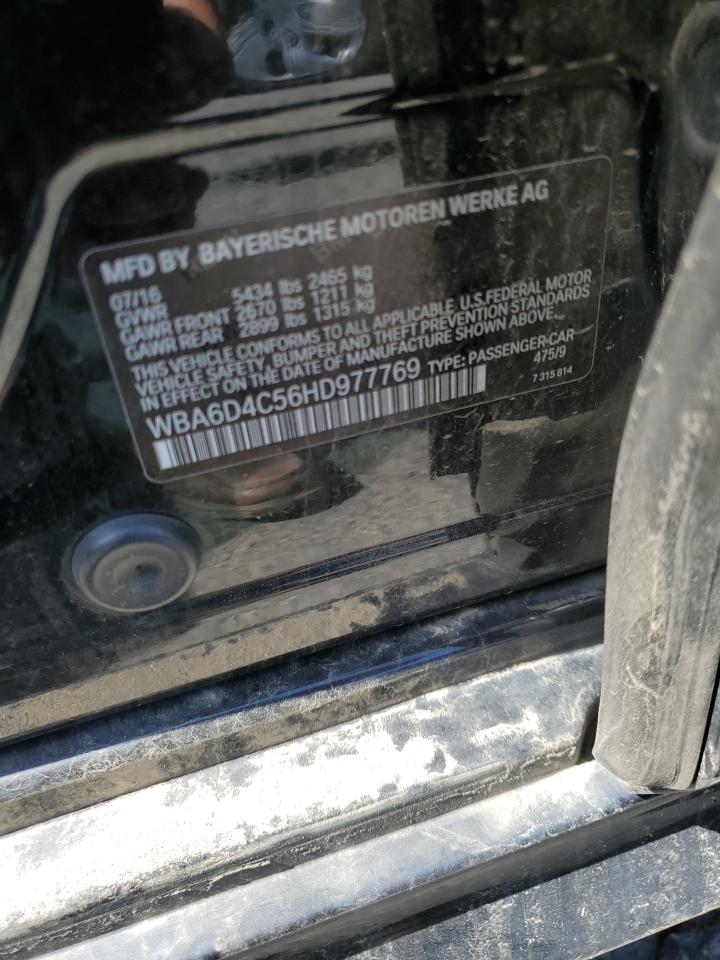 MFD BY BAYERISCHE MOTOREN WERKE AG
07/16
GVWR 5434 lbs 2465 kg
GAWR FRONT 2670 lbs 1211 kg
GAWR REAR 2899 lbs 1315 kg
THIS VEHICLE CONFORMS TO ALL APPLICABLE U.S.FEDERAL MOTOR
VEHICLE SAFETY, BUMPER AND THEFT PREVENTION STANDARDS
IN EFFECT ON THE DATE OF MANUFACTURE SHOWN ABOVE.
WBA6D4C56HD977769 TYPE: PASSENGER-CAR
475/9
7 315 814